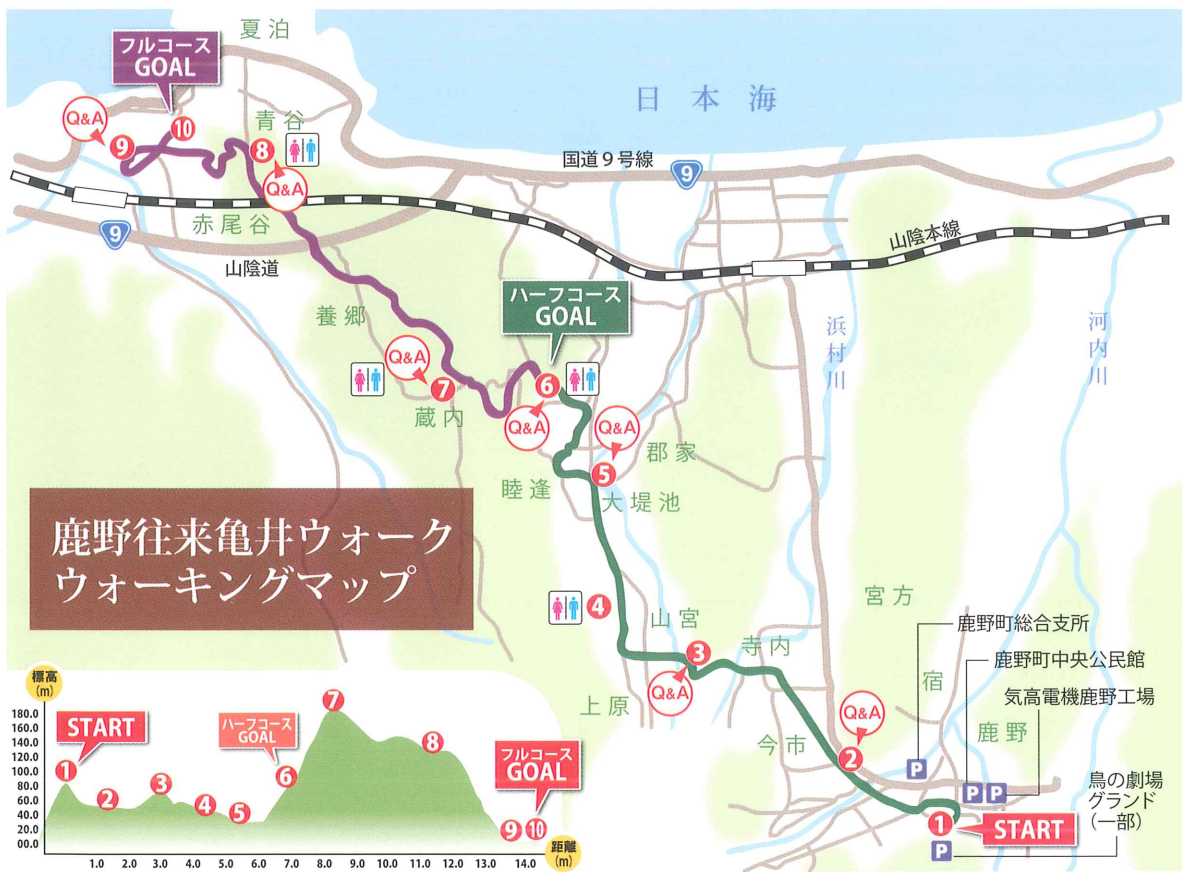 夏泊
フルコース
GOAL
日本海
Q&A
10
9
青谷
8
国道9号線
9
Q&A
赤尾谷
9
山陰道
山陰本線
ハーフコース
GOAL
養郷
浜村川
河内川
Q&A
7
6
蔵内
Q&A
Q&A
郡家
5
睦逢
大堤池
鹿野往来亀井ウォーク
ウォーキングマップ
4
山宮
宮方
3
寺内
鹿野町総合支所
鹿野町中央公民館
気高電機鹿野工場
宿
Q&A
上原
Q&A
鹿野
今市
2
P
P
P
鳥の劇場
グランド
(一部)
1
START
P
標高
(m)
180.0
160.0
140.0
120.0
100.0
80.0
60.0
40.0
20.0
00.0
START
ハーフコース
GOAL
フルコース
GOAL
1
2
3
4
5
6
7
8
9
10
1.0
2.0
3.0
4.0
5.0
6.0
7.0
8.0
9.0
10.0
11.0
12.0
13.0
14.0
距離
(m)